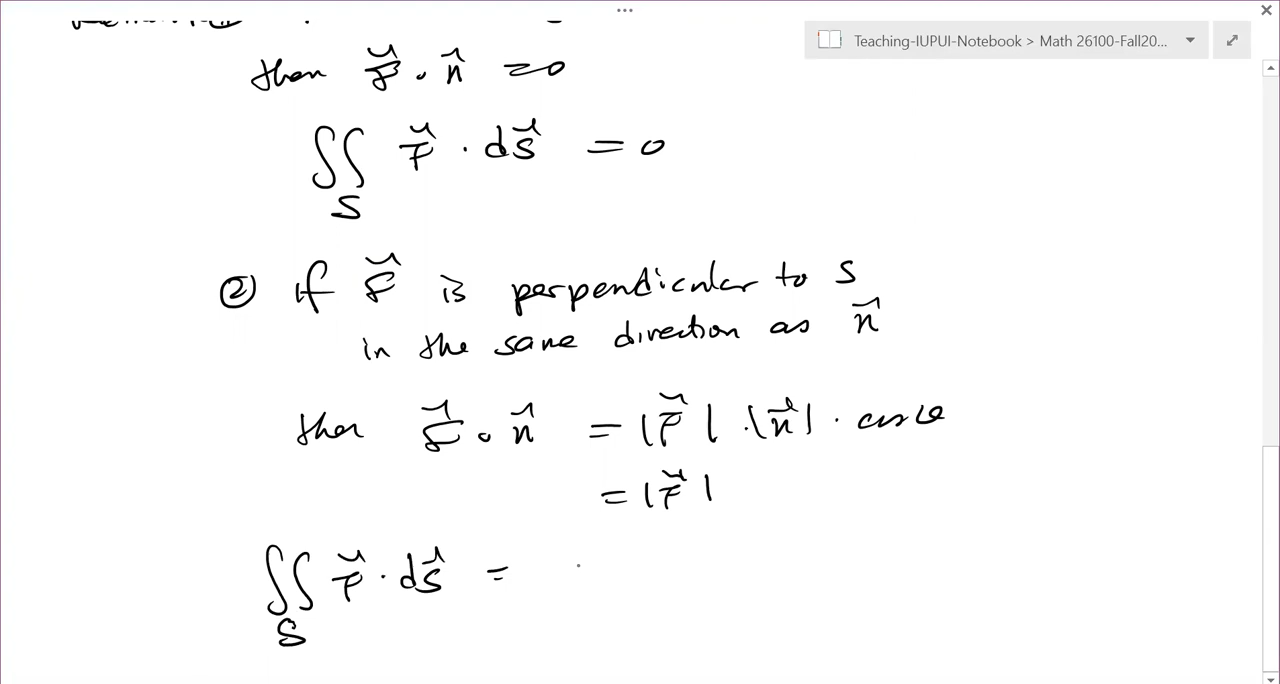 Teaching-IUPUI-Notebook > Math 26100-Fall20...
then F⃗ · n⃗ = 0
∬_S F⃗ · dS⃗ = 0
② if F⃗ is perpendicular to S
in the same direction as n⃗
then F⃗ · n⃗ = |F⃗| · |n⃗| · cos 0
= |F⃗|
∬_S F⃗ · dS⃗ =